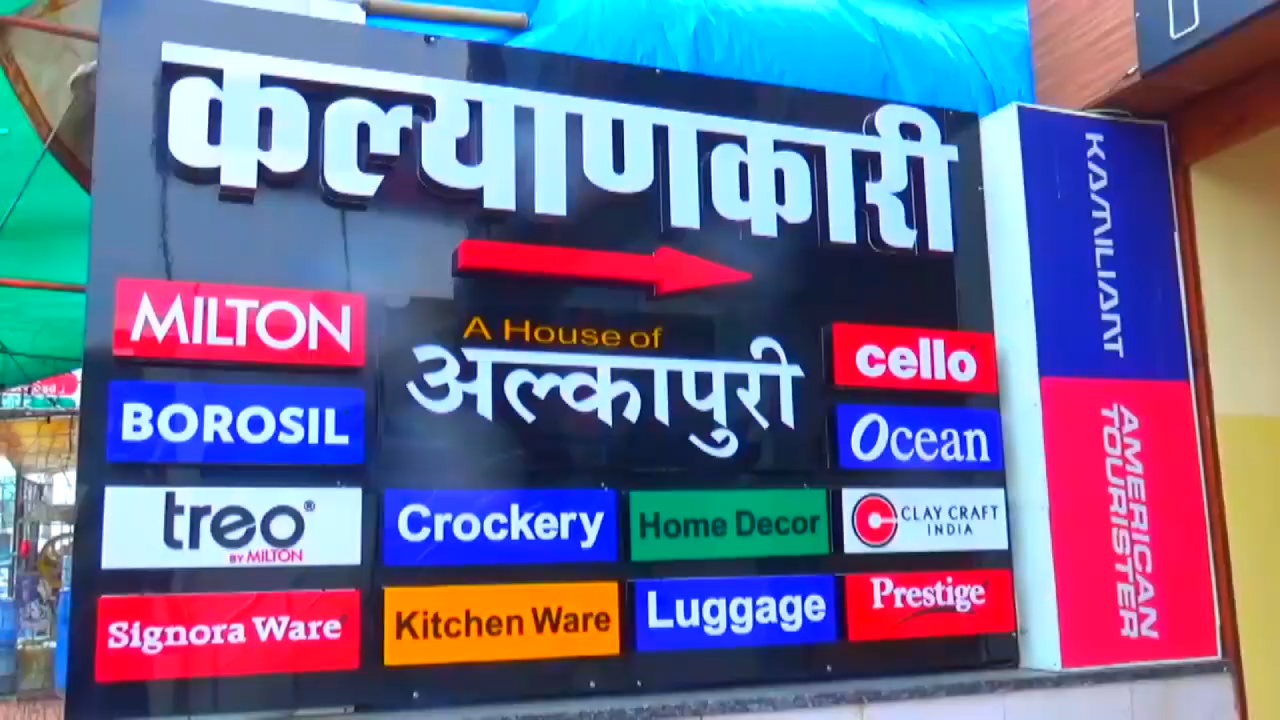 कल्याणकारी
A House of
अल्कापुरी
MILTON
BOROSIL
treo®
BY MILTON
Signora Ware
Crockery
Home Decor
Kitchen Ware
Luggage
cello
Ocean
CLAY CRAFT
INDIA
Prestige
KAMILIANT
AMERICAN
TOURISTER